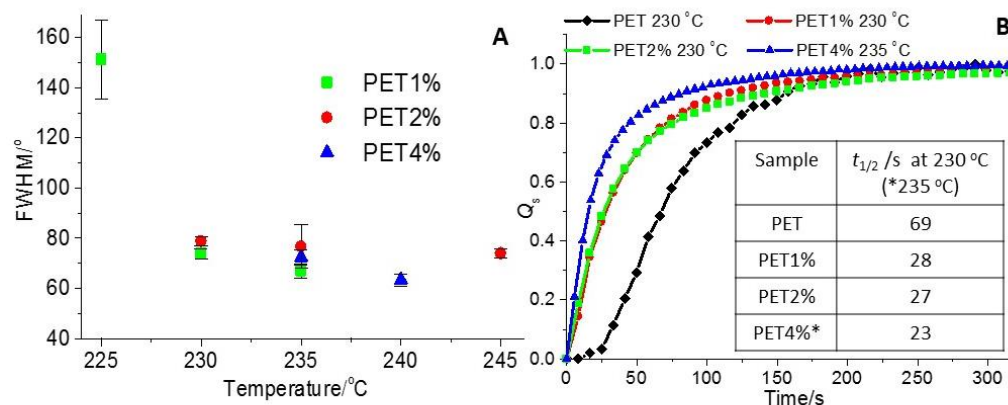 A
FWHM/°
160
140
120
100
80
60
40
PET1%
PET2%
PET4%
225 230 235 240 245
Temperature/°C
PET 230 °C PET1% 230 °C
PET2% 230 °C PET4% 235 °C
B
Qs
1.0
0.8
0.6
0.4
0.2
0.0
0 50 100 150 200 250 300
Time/s
Sample t1/2 /s at 230 °C
(*235 °C)
PET 69
PET1% 28
PET2% 27
PET4%* 23